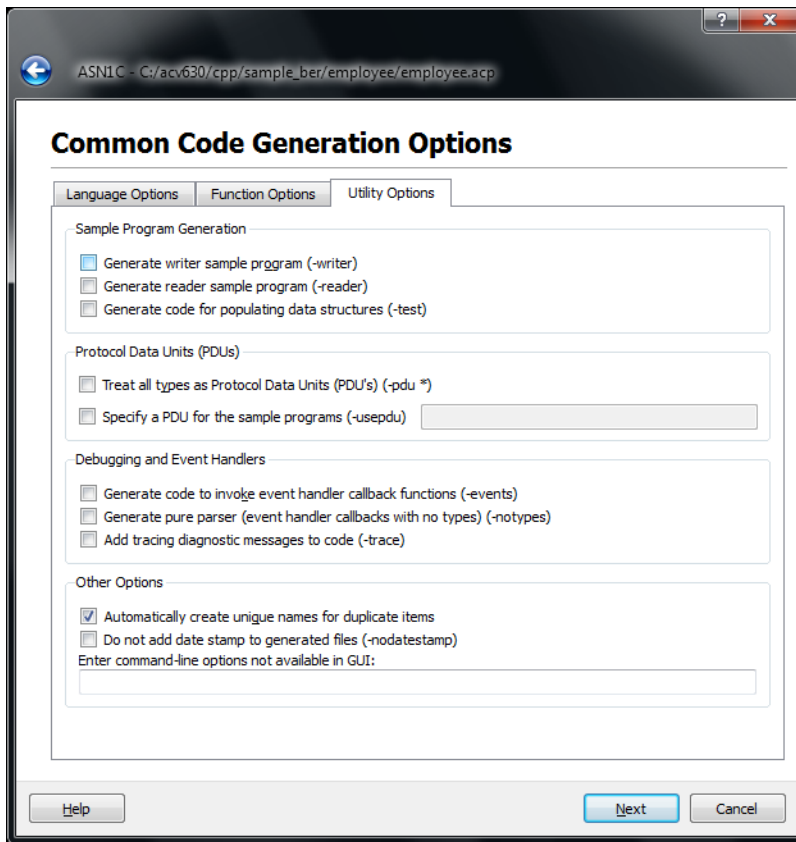 ASN1C - C:/acv630/cpp/sample_ber/employee/employee.acp
Common Code Generation Options
Language Options Function Options Utility Options
Sample Program Generation
Generate writer sample program (-writer)
Generate reader sample program (-reader)
Generate code for populating data structures (-test)
Protocol Data Units (PDUs)
Treat all types as Protocol Data Units (PDU's) (-pdu *)
Specify a PDU for the sample programs (-usepdu)
Debugging and Event Handlers
Generate code to invoke event handler callback functions (-events)
Generate pure parser (event handler callbacks with no types) (-notypes)
Add tracing diagnostic messages to code (-trace)
Other Options
Automatically create unique names for duplicate items
Do not add date stamp to generated files (-nodatestamp)
Enter command-line options not available in GUI:
Help Next Cancel